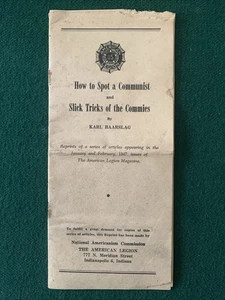 How to Spot a Communist
and
Slick Tricks of the Commies
By
KARL BAARSLAG
Reprint of a series of articles appearing in the
January and February, 1947, issues of
The American Legion Magazine.
To fulfill a great demand for copies of this
series of articles, this Reprint has been made by
National Americanism Commission
THE AMERICAN LEGION
777 N. Meridian Street
Indianapolis 6, Indiana